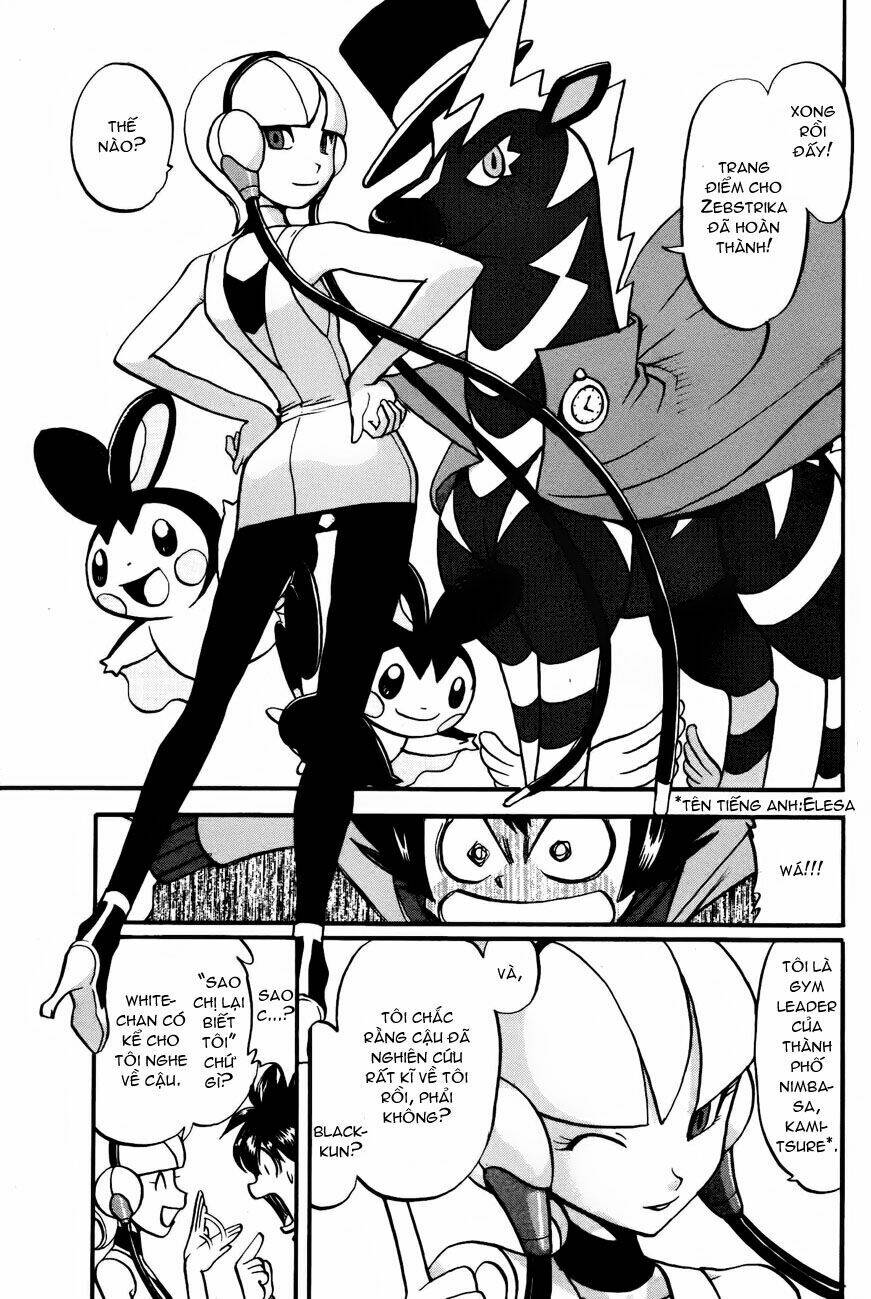 XONG
RỒI
ĐẤY!
TRANG
ĐIỂM CHO
ZEBSTRIKA
ĐÃ HOÀN
THÀNH!
THẾ
NÀO?
*TÊN TIẾNG ANH:ELESA
WÁ!!!
TÔI LÀ
GYM
LEADER
CỦA
THÀNH
PHỐ
NIMBA-
SA,
KAMI-
TSURE*.
VÀ,
TÔI CHẮC
RẰNG CẬU ĐÃ
NGHIÊN CỨU
RẤT KĨ VỀ TÔI
RỒI, PHẢI
KHÔNG?
BLACK-
KUN?
SAO
C...?
"SAO
CHỊ LẠI
BIẾT
TÔI" CHỨ
GÌ?
WHITE-
CHAN CÓ
KỂ CHO
TÔI NGHE
VỀ CẬU.